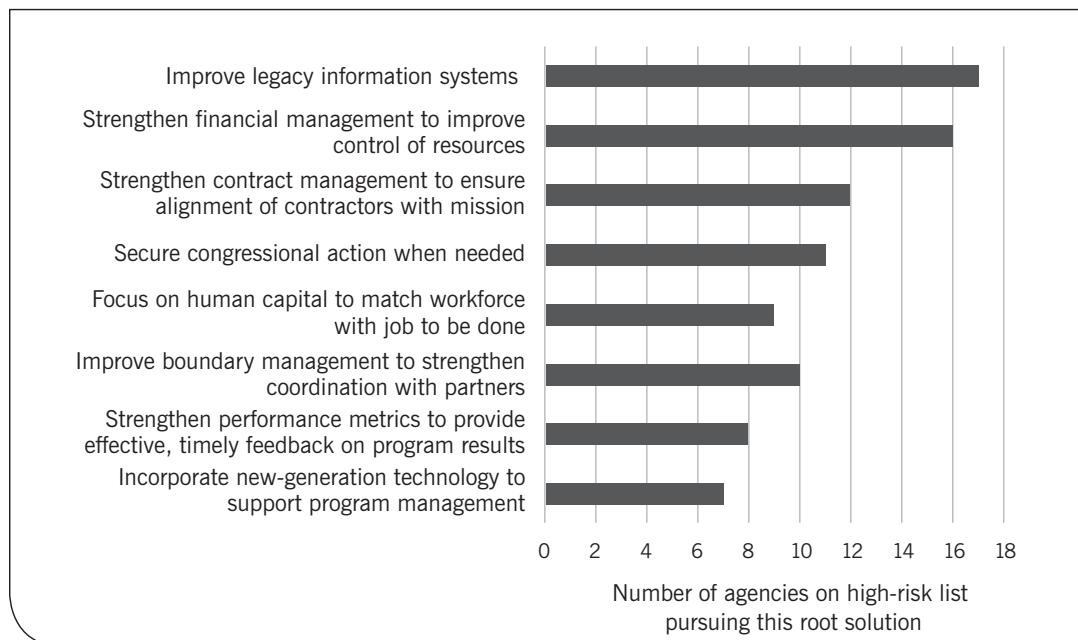 Improve legacy information systems
Strengthen financial management to improve
control of resources
Strengthen contract management to ensure
alignment of contractors with mission
Secure congressional action when needed
Focus on human capital to match workforce
with job to be done
Improve boundary management to strengthen
coordination with partners
Strengthen performance metrics to provide
effective, timely feedback on program results
Incorporate new-generation technology to
support program management
0 2 4 6 8 10 12 14 16 18
Number of agencies on high-risk list
pursuing this root solution